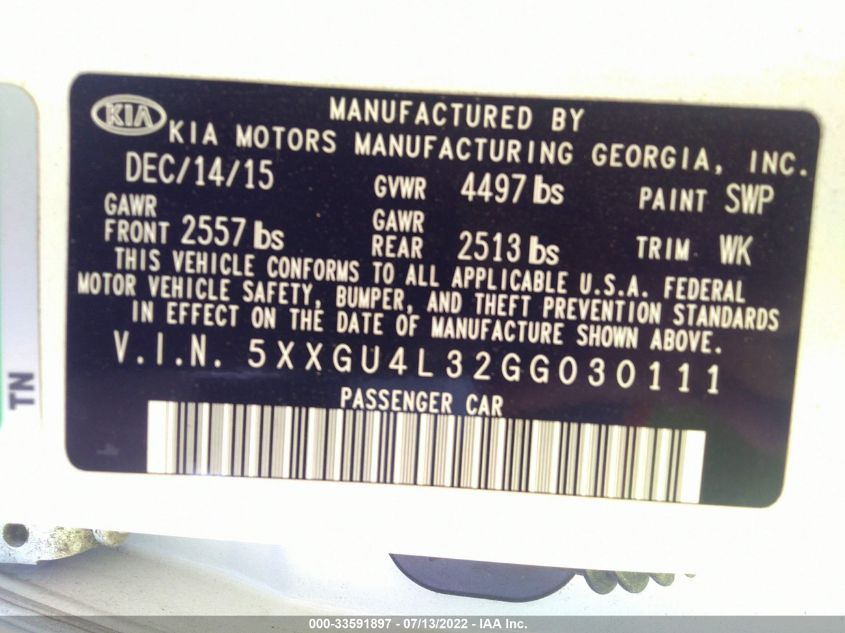 KIA
MANUFACTURED BY
KIA MOTORS MANUFACTURING GEORGIA, INC.
DEC/14/15 GVWR 4497 lbs PAINT SWP
GAWR FRONT 2557 lbs GAWR REAR 2513 lbs TRIM WK
THIS VEHICLE CONFORMS TO ALL APPLICABLE U.S.A. FEDERAL
MOTOR VEHICLE SAFETY, BUMPER, AND THEFT PREVENTION STANDARDS
IN EFFECT ON THE DATE OF MANUFACTURE SHOWN ABOVE.
V.I.N. 5XXGU4L32GG030111
PASSENGER CAR
TN
000-33591897 - 07/13/2022 - IAA Inc.